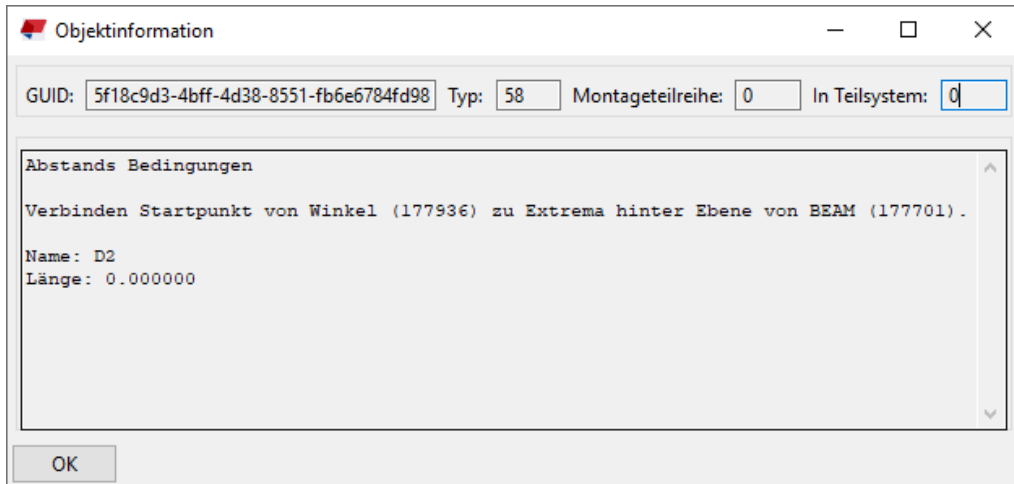 Objektinformation
GUID: 5f18c9d3-4bff-4d38-8551-fb6e6784fd98 Typ: 58 Montageteilreihe: 0 In Teilsystem: 0
Abstands Bedingungen
Verbinden Startpunkt von Winkel (177936) zu Extrema hinter Ebene von BEAM (177701).
Name: D2
Länge: 0.000000
OK